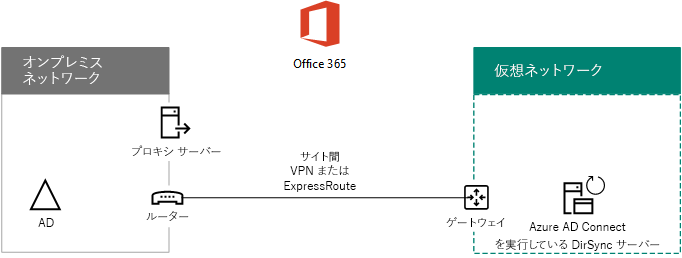 Office 365
オンプレミス
ネットワーク
仮想ネットワーク
プロキシ サーバー
サイト間
VPN または
ExpressRoute
AD
ルーター
ゲートウェイ
Azure AD Connect
を実行している DirSync サーバー